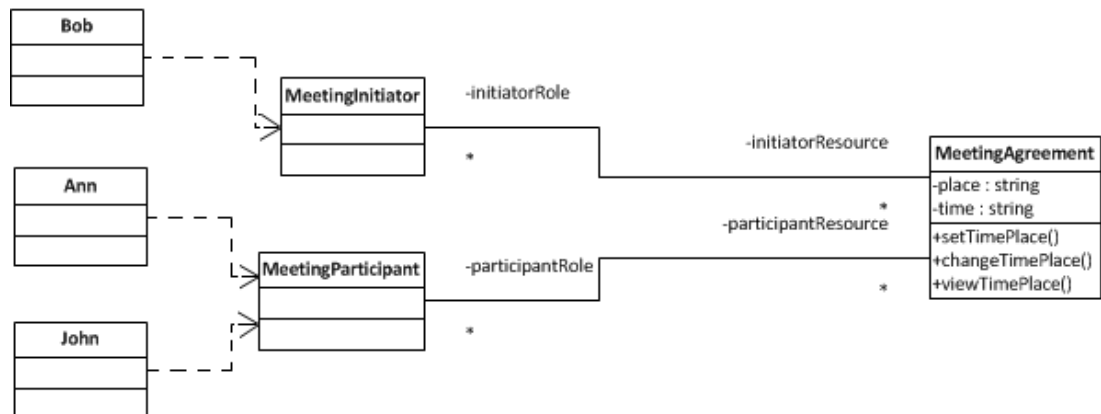 Bob
MeetingInitiator
-initiatorRole
*
-initiatorResource
*
MeetingAgreement
-place : string
-time : string
+setTimePlace()
+changeTimePlace()
+viewTimePlace()
Ann
MeetingParticipant
-participantRole
*
-participantResource
*
John